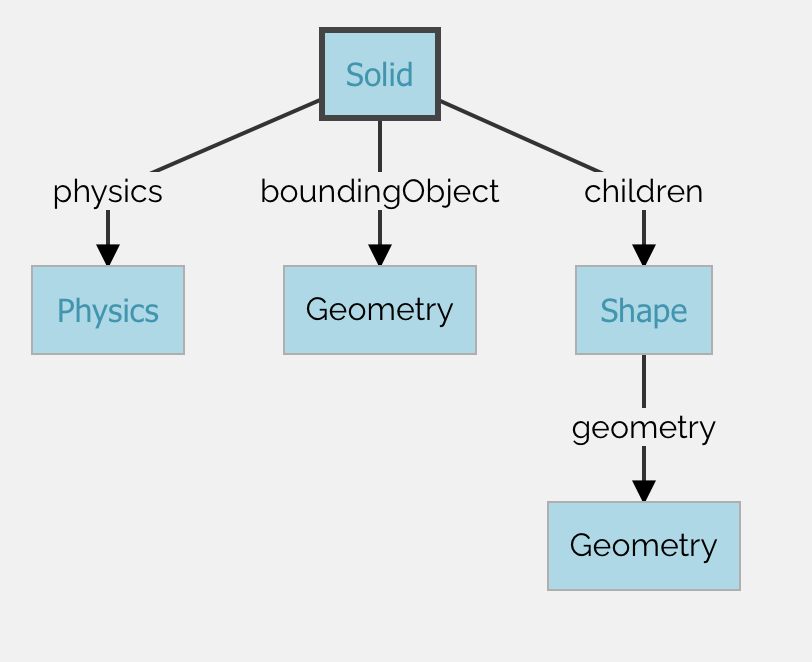 Solid
physics
boundingObject
children
Physics
Geometry
Shape
geometry
Geometry